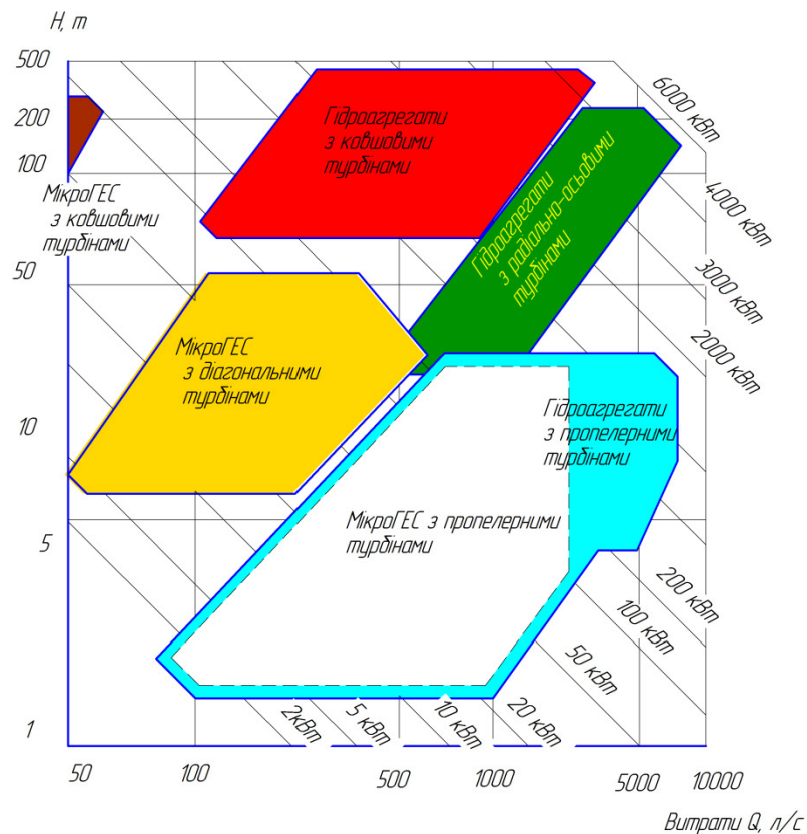 H, m
500
200
100
50
10
5
1
Гідроагрегати
з ковшовими
турбінами
Гідроагрегати
з радіально-осьовими
турбінами
МікроГЕС
з ковшовими
турбінами
МікроГЕС
з діагональними
турбінами
Гідроагрегати
з пропелерними
турбінами
МікроГЕС з пропелерними
турбінами
6000 кВт
4000 кВт
3000 кВт
2000 кВт
200 кВт
100 кВт
50 кВт
20 кВт
10 кВт
5 кВт
2кВт
50
100
500
1000
5000
10000
Витрати Q, л/с